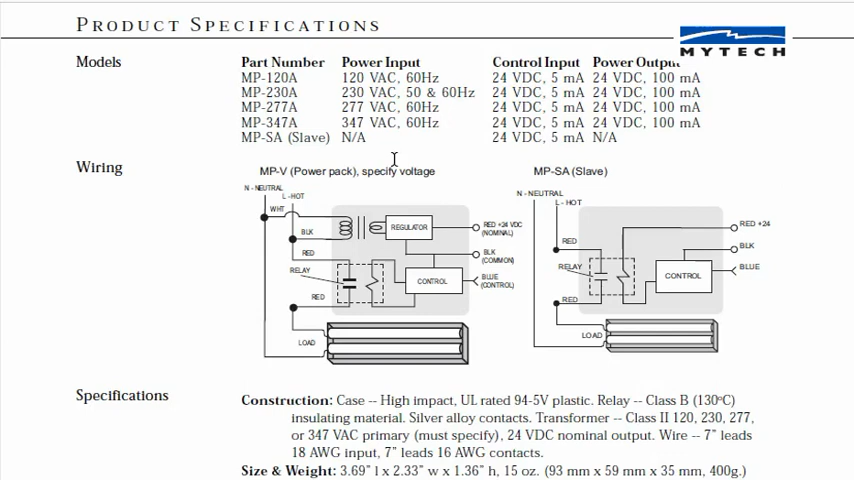 PRODUCT SPECIFICATIONS
MYTECH
Models
Part Number Power Input Control Input Power Output
MP-120A 120 VAC, 60Hz 24 VDC, 5 mA 24 VDC, 100 mA
MP-230A 230 VAC, 50 & 60Hz 24 VDC, 5 mA 24 VDC, 100 mA
MP-277A 277 VAC, 60Hz 24 VDC, 5 mA 24 VDC, 100 mA
MP-347A 347 VAC, 60Hz 24 VDC, 5 mA 24 VDC, 100 mA
MP-SA (Slave) N/A 24 VDC, 5 mA N/A
Wiring
MP-V (Power pack), specify voltage
N - NEUTRAL
L - HOT
WHT
BLK
RED
RELAY
RED
LOAD
REGULATOR
CONTROL
RED +24 VDC
(NOMINAL)
BLK
(COMMON)
BLUE
(CONTROL)
MP-SA (Slave)
N - NEUTRAL
L - HOT
RED
RELAY
RED
LOAD
CONTROL
RED +24
BLK
BLUE
Specifications
Construction: Case -- High impact, UL rated 94-5V plastic. Relay -- Class B (130ºC)
insulating material. Silver alloy contacts. Transformer -- Class II 120, 230, 277,
or 347 VAC primary (must specify), 24 VDC nominal output. Wire -- 7” leads
18 AWG input, 7” leads 16 AWG contacts.
Size & Weight: 3.69” l x 2.33” w x 1.36” h, 15 oz. (93 mm x 59 mm x 35 mm, 400g.)